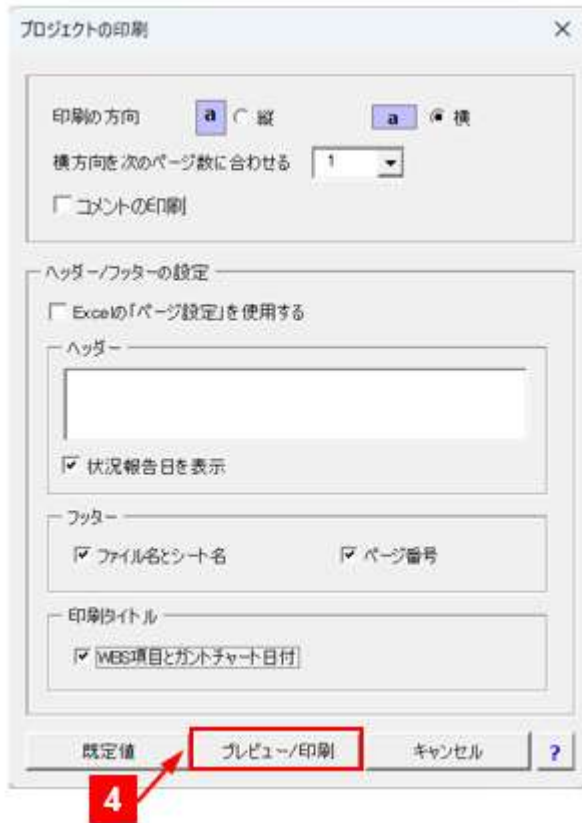 プロジェクトの印刷
印刷の方向 a 縦 a 横
横方向を次のページ数に合わせる 1
コメントの印刷
ヘッダー/フッターの設定
Excelの「ページ設定」を使用する
ヘッダー
状況報告日を表示
フッター
ファイル名とシート名 ページ番号
印刷タイトル
WBS項目とガントチャート日付
既定値 プレビュー/印刷 キャンセル ?
4